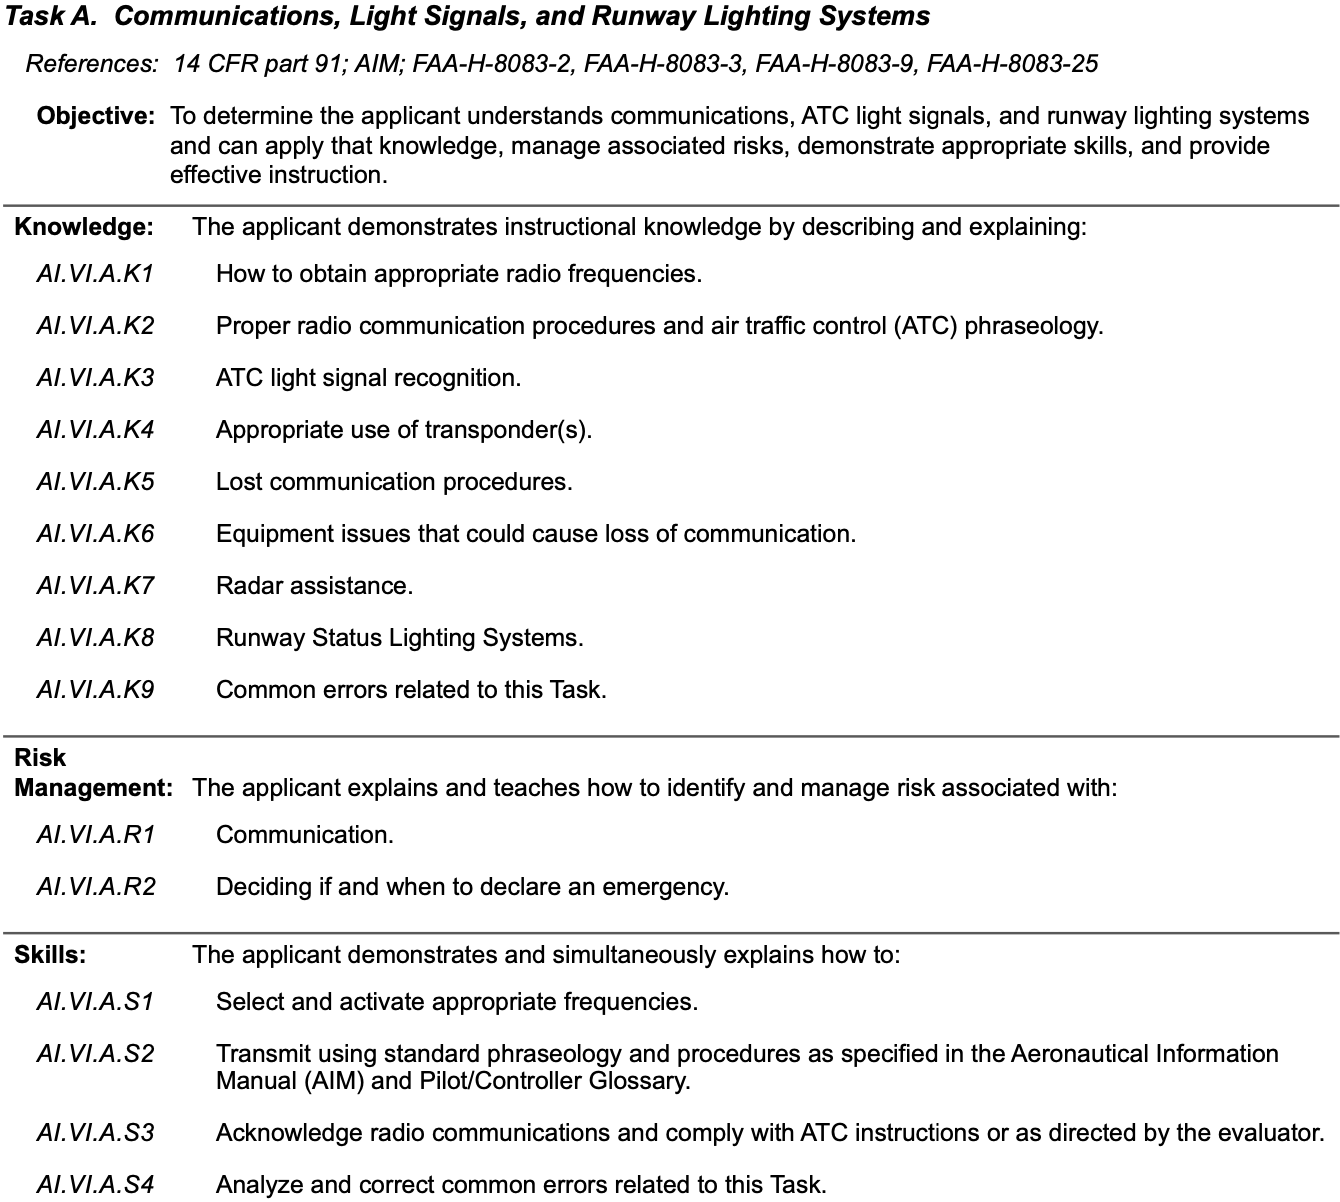 Task A. Communications, Light Signals, and Runway Lighting Systems
References: 14 CFR part 91; AIM; FAA-H-8083-2, FAA-H-8083-3, FAA-H-8083-9, FAA-H-8083-25
Objective: To determine the applicant understands communications, ATC light signals, and runway lighting systems
and can apply that knowledge, manage associated risks, demonstrate appropriate skills, and provide
effective instruction.
Knowledge: The applicant demonstrates instructional knowledge by describing and explaining:
AI.VI.A.K1 How to obtain appropriate radio frequencies.
AI.VI.A.K2 Proper radio communication procedures and air traffic control (ATC) phraseology.
AI.VI.A.K3 ATC light signal recognition.
AI.VI.A.K4 Appropriate use of transponder(s).
AI.VI.A.K5 Lost communication procedures.
AI.VI.A.K6 Equipment issues that could cause loss of communication.
AI.VI.A.K7 Radar assistance.
AI.VI.A.K8 Runway Status Lighting Systems.
AI.VI.A.K9 Common errors related to this Task.
Risk
Management: The applicant explains and teaches how to identify and manage risk associated with:
AI.VI.A.R1 Communication.
AI.VI.A.R2 Deciding if and when to declare an emergency.
Skills: The applicant demonstrates and simultaneously explains how to:
AI.VI.A.S1 Select and activate appropriate frequencies.
AI.VI.A.S2 Transmit using standard phraseology and procedures as specified in the Aeronautical Information
Manual (AIM) and Pilot/Controller Glossary.
AI.VI.A.S3 Acknowledge radio communications and comply with ATC instructions or as directed by the evaluator.
AI.VI.A.S4 Analyze and correct common errors related to this Task.